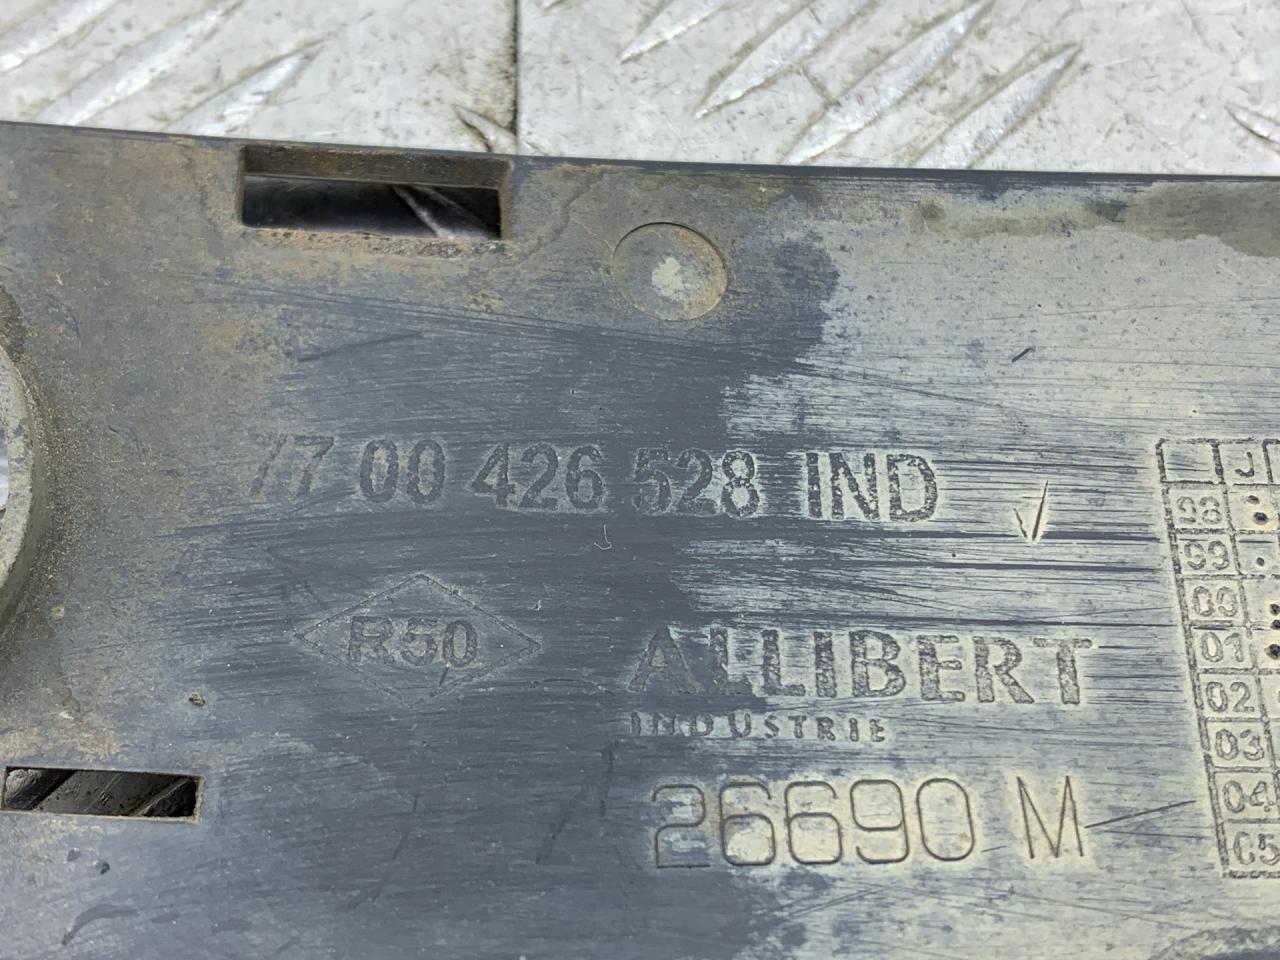 77 00 426 528 IND
R50
ALLIBERT
INDUSTRIE
26690 M
J
98
99
00
01
02
03
04
05